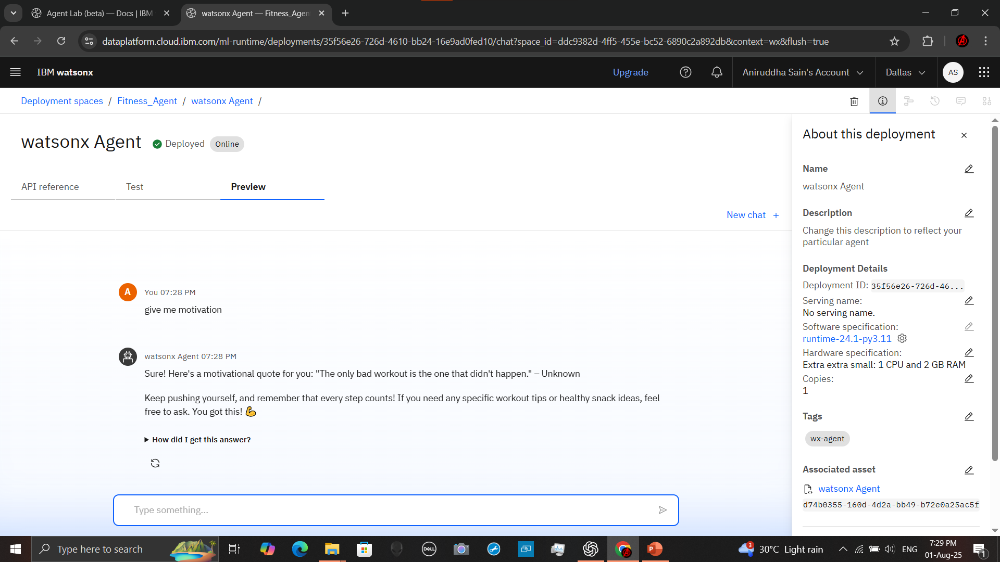 Agent Lab (beta) — Docs | IBM
watsonx Agent — Fitness_Agen
dataplatform.cloud.ibm.com/ml-runtime/deployments/35f56e26-726d-4610-bb24-16e9ad0fed10/chat?space_id=ddc9382d-4ff5-455e-bc52-6890c2a892db&context=wx&flush=true
IBM watsonx
Upgrade
Aniruddha Sain's Account
Dallas
AS
Deployment spaces / Fitness_Agent / watsonx Agent /
watsonx Agent
Deployed
Online
API reference
Test
Preview
New chat +
A
You 07:28 PM
give me motivation
watsonx Agent 07:28 PM
Sure! Here's a motivational quote for you: "The only bad workout is the one that didn't happen." – Unknown
Keep pushing yourself, and remember that every step counts! If you need any specific workout tips or healthy snack ideas, feel
free to ask. You got this! 💪
How did I get this answer?
Type something...
About this deployment
Name
watsonx Agent
Description
Change this description to reflect your
particular agent
Deployment Details
Deployment ID: 35f56e26-726d-46...
Serving name:
No serving name.
Software specification:
runtime-24.1-py3.11
Hardware specification:
Extra extra small: 1 CPU and 2 GB RAM
Copies:
1
Tags
wx-agent
Associated asset
watsonx Agent
d74b0355-160d-4d2a-bb49-b72e0a25ac5f
Type here to search
DELL
P
3
30°C Light rain
ENG
7:29 PM
01-Aug-25
1